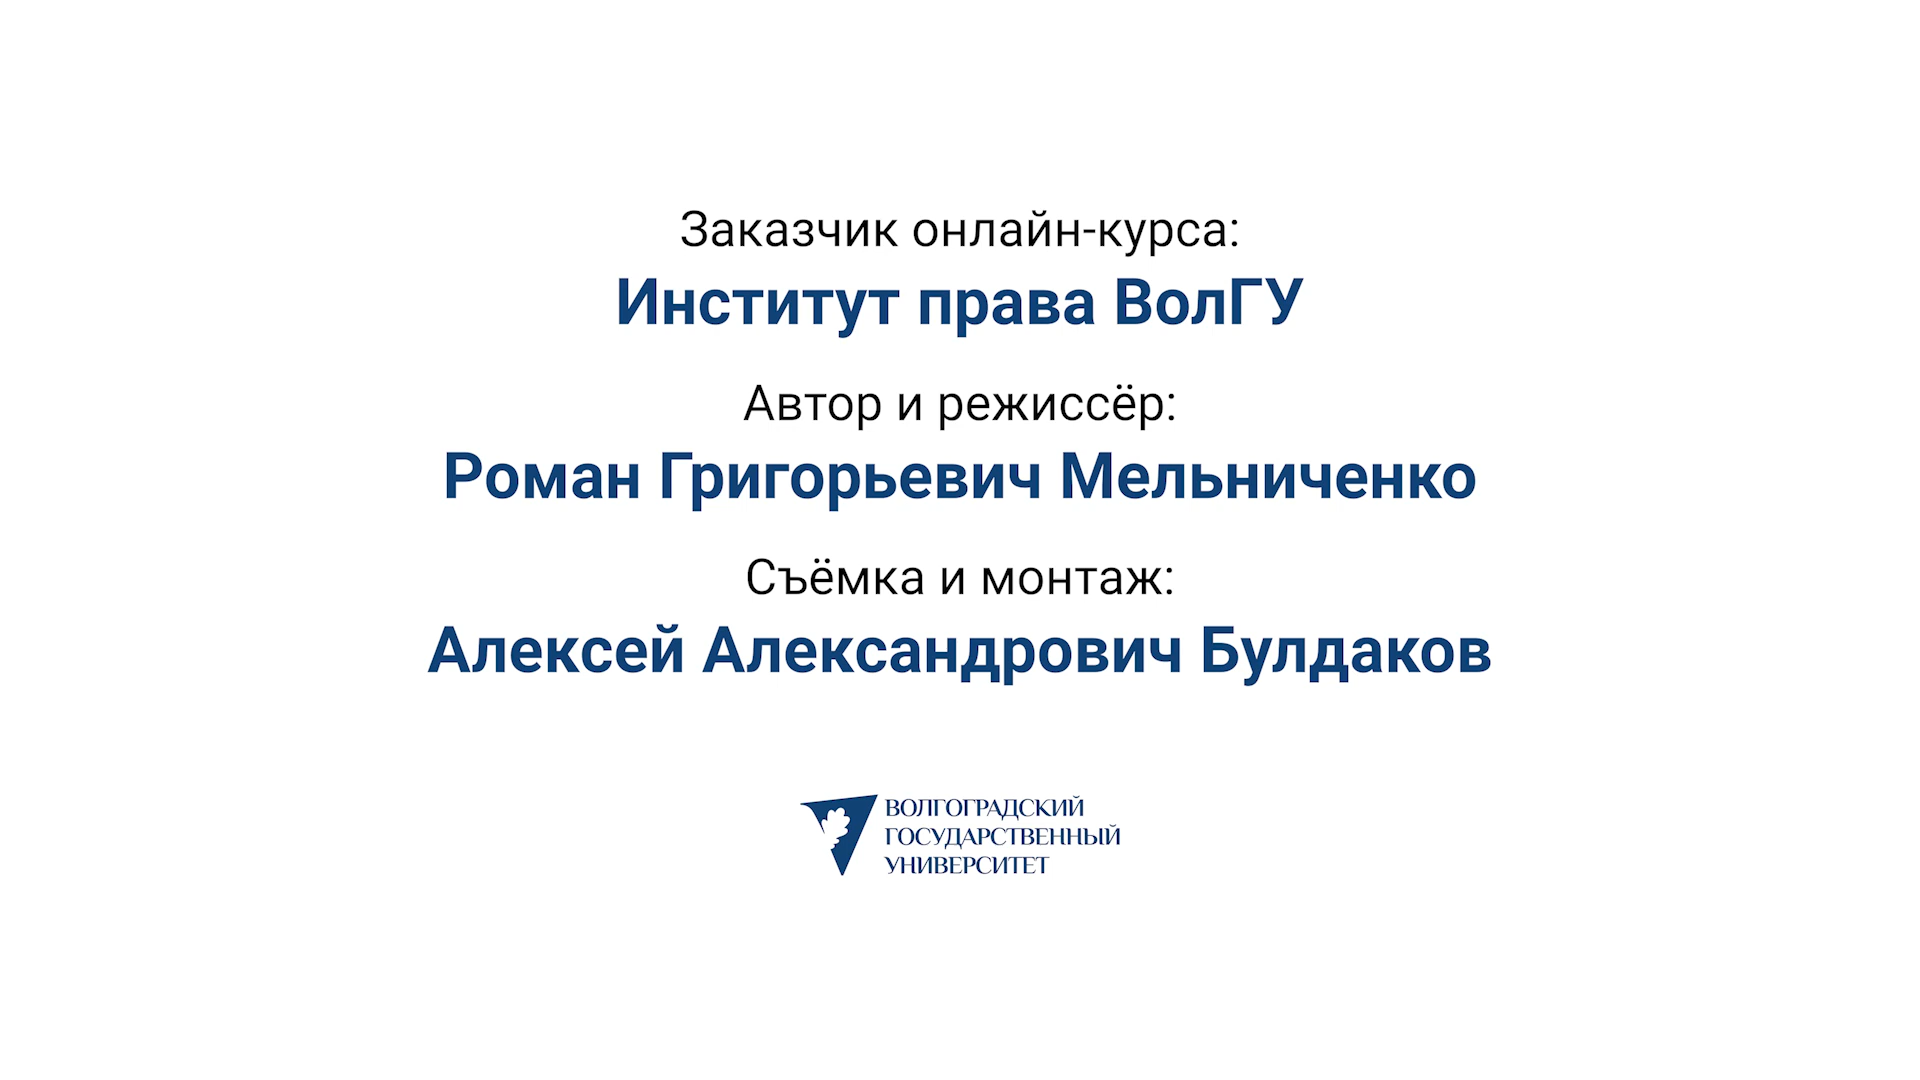 Заказчик онлайн-курса:
Институт права ВолГУ
Автор и режиссёр:
Роман Григорьевич Мельниченко
Съёмка и монтаж:
Алексей Александрович Булдаков
ВОЛГОГРАДСКИЙ
ГОСУДАРСТВЕННЫЙ
УНИВЕРСИТЕТ